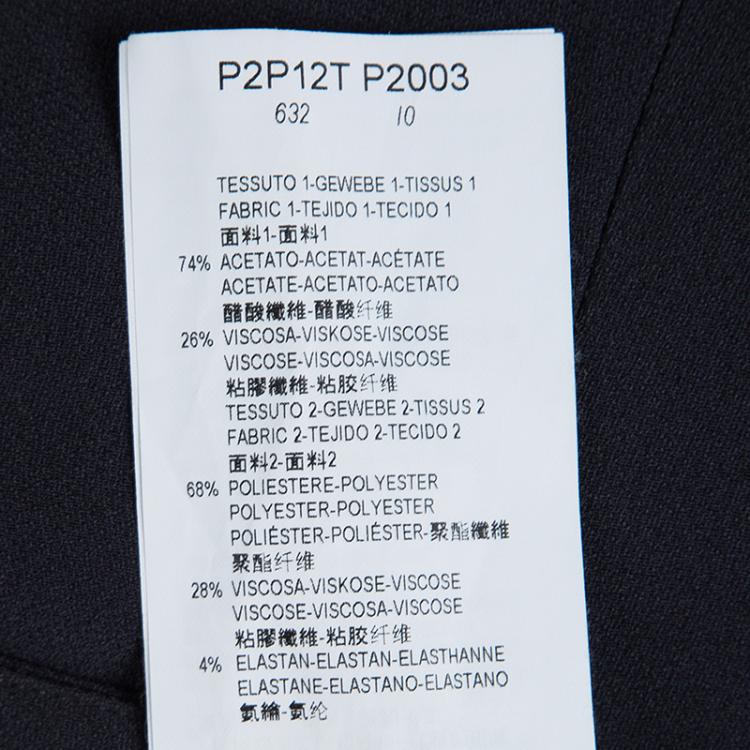 P2P12T P2003
632 10
TESSUTO 1-GEWEBE 1-TISSUS 1
FABRIC 1-TEJIDO 1-TECIDO 1
面料1-面料1
74% ACETATO-ACETAT-ACÉTATE
ACETATE-ACETATO-ACETATO
醋酸纖維-醋酸纤维
26% VISCOSA-VISKOSE-VISCOSE
VISCOSE-VISCOSA-VISCOSE
粘膠纖維-粘胶纤维
TESSUTO 2-GEWEBE 2-TISSUS 2
FABRIC 2-TEJIDO 2-TECIDO 2
面料2-面料2
68% POLIESTERE-POLYESTER
POLYESTER-POLYESTER
POLIÉSTER-POLIÉSTER-聚酯纖維
聚酯纤维
28% VISCOSA-VISKOSE-VISCOSE
VISCOSE-VISCOSA-VISCOSE
粘膠纖維-粘胶纤维
4% ELASTAN-ELASTAN-ELASTHANNE
ELASTANE-ELASTANO-ELASTANO
氨綸-氨纶